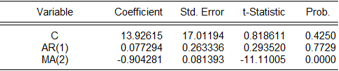 Variable Coefficient Std. Error t-Statistic Prob.
C 13.92615 17.01194 0.818611 0.4250
AR(1) 0.077294 0.263336 0.293520 0.7729
MA(2) -0.904281 0.081393 -11.11005 0.0000